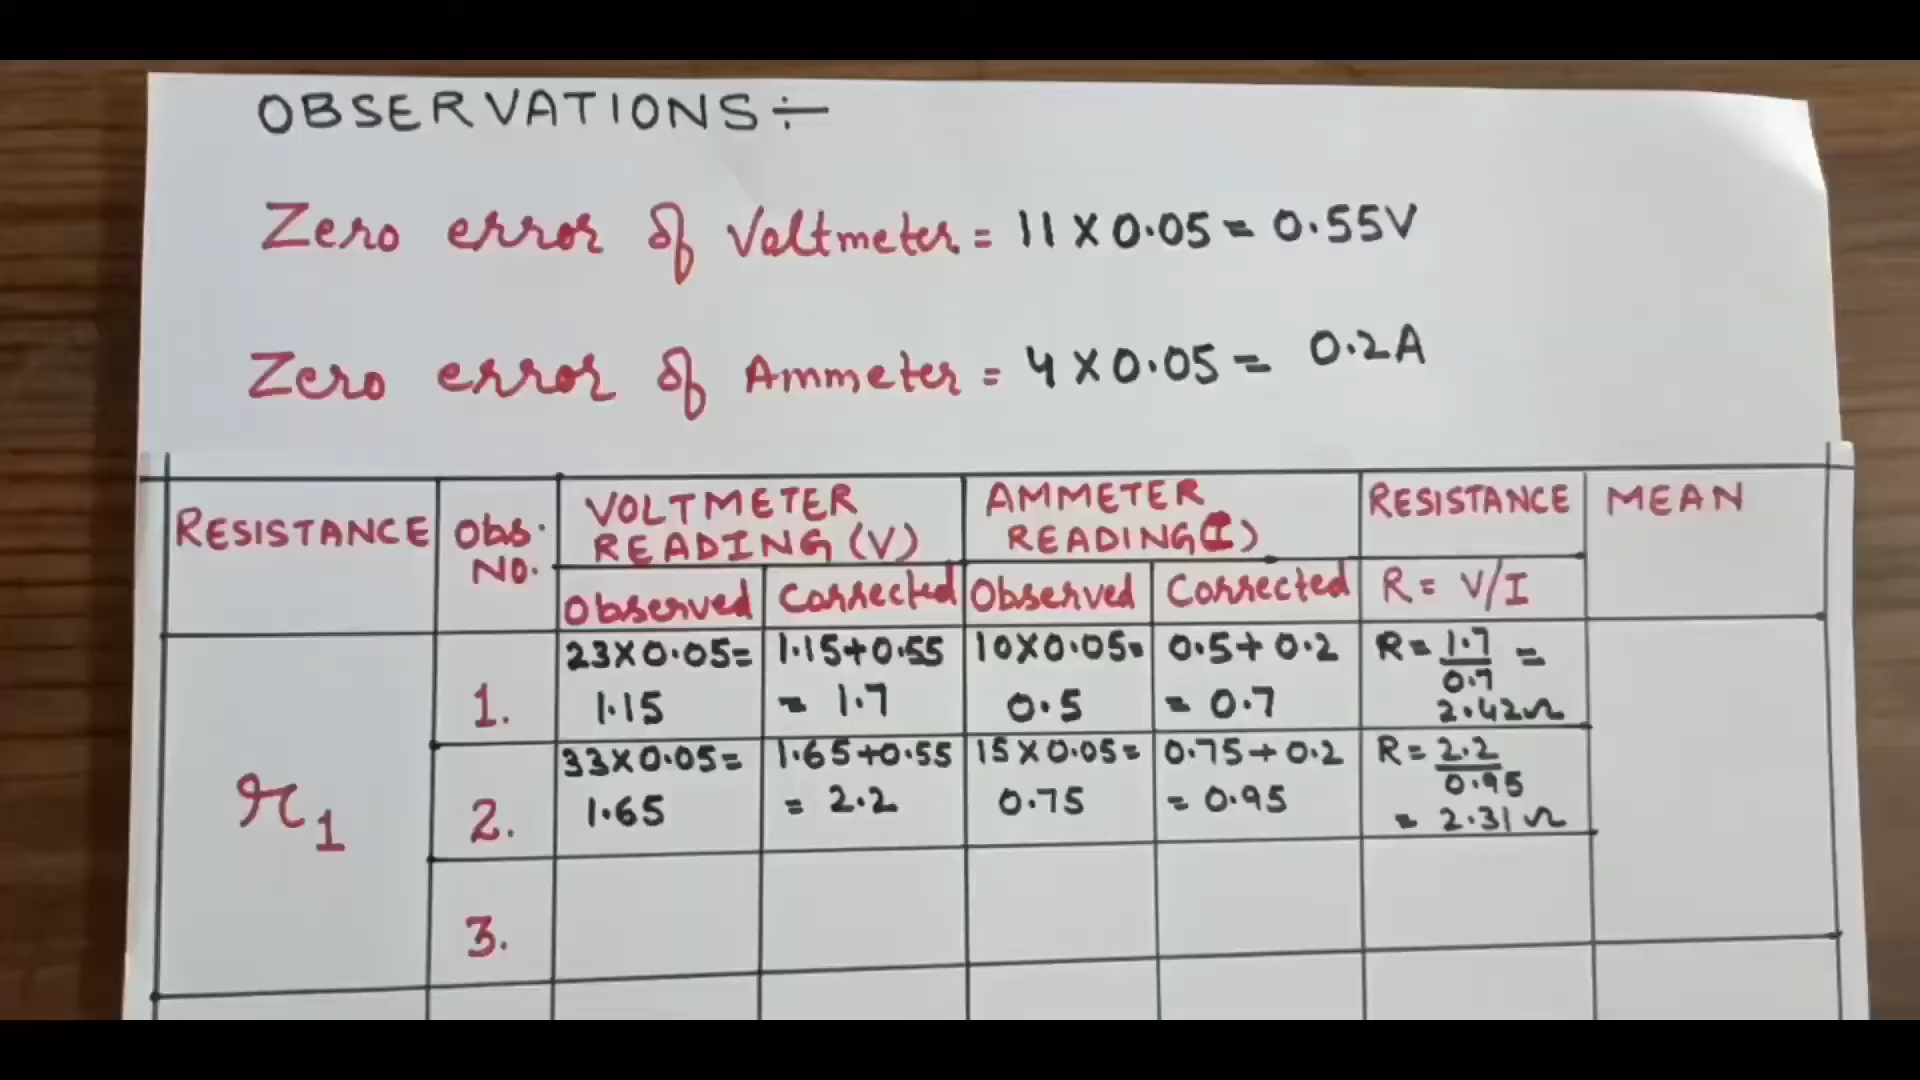 OBSERVATIONS ÷
Zero error of Voltmeter = 11 X 0.05 = 0.55V
Zero error of Ammeter = 4 X 0.05 = 0.2A
RESISTANCE
Obs.
NO.
VOLTMETER
READING (V)
AMMETER
READING (I)
RESISTANCE
MEAN
Observed
Corrected
Observed
Corrected
R = V/I
r1
1.
23X0.05=
1.15
1.15+0.55
= 1.7
10X0.05=
0.5
0.5+0.2
= 0.7
R = 1.7/0.7 =
2.42Ω
2.
33X0.05=
1.65
1.65+0.55
= 2.2
15X0.05=
0.75
0.75+0.2
= 0.95
R = 2.2/0.95
= 2.31Ω
3.